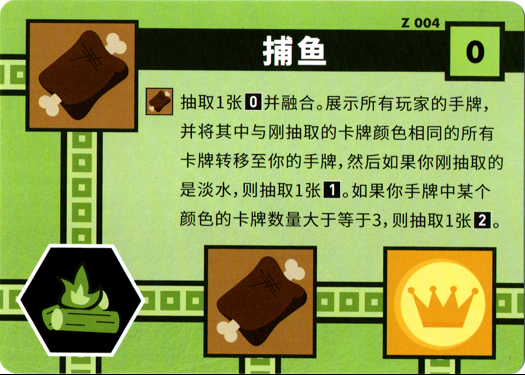 Z 004
捕鱼
0
抽取1张0并融合。展示所有玩家的手牌，
并将其中与刚抽取的卡牌颜色相同的所有
卡牌转移至你的手牌，然后如果你刚抽取的
是淡水，则抽取1张1。如果你手牌中某个
颜色的卡牌数量大于等于3，则抽取1张2。